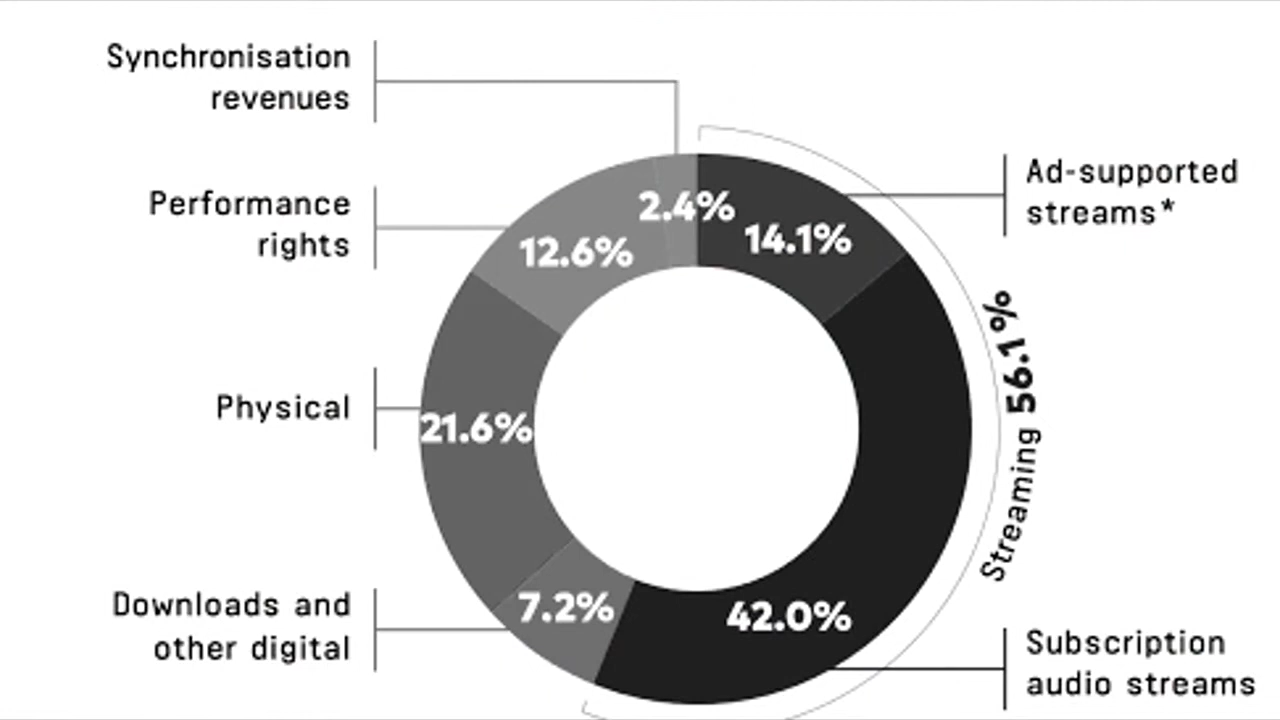 Synchronisation
revenues
Performance
rights
Physical
Downloads and
other digital
2.4%
14.1%
12.6%
21.6%
7.2%
42.0%
Ad-supported
streams*
Streaming 56.1%
Subscription
audio streams